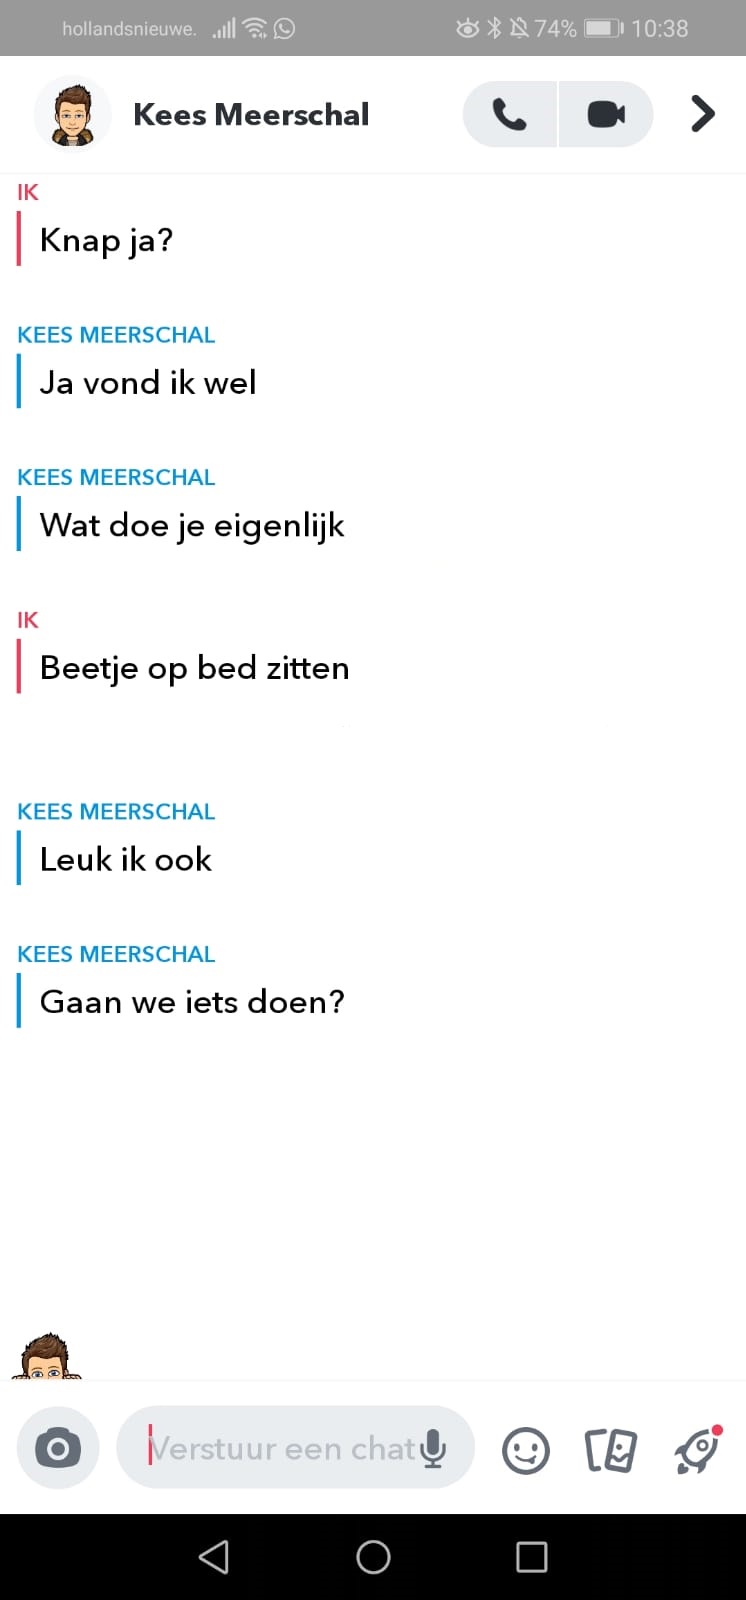 hollandsnieuwe. 74% 10:38
Kees Meerschal
IK
Knap ja?
KEES MEERSCHAL
Ja vond ik wel
KEES MEERSCHAL
Wat doe je eigenlijk
IK
Beetje op bed zitten
KEES MEERSCHAL
Leuk ik ook
KEES MEERSCHAL
Gaan we iets doen?
Verstuur een chat